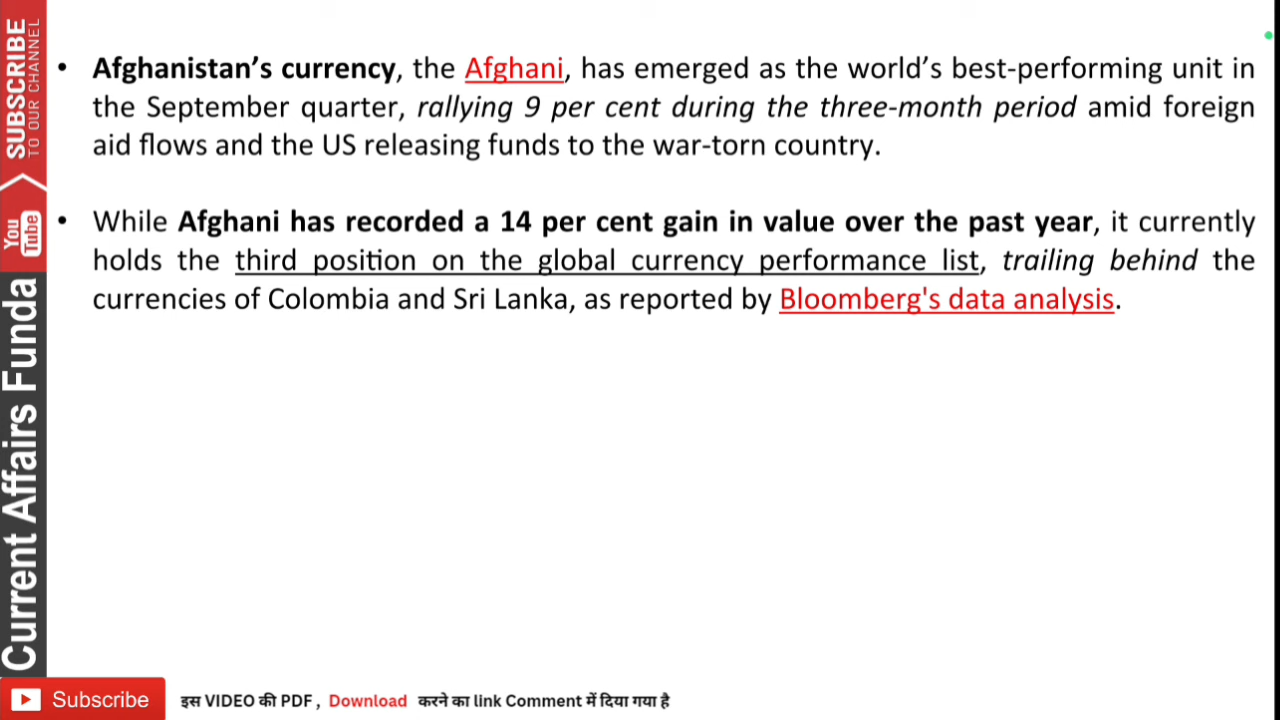 • Afghanistan’s currency, the Afghani, has emerged as the world’s best-performing unit in
the September quarter, rallying 9 per cent during the three-month period amid foreign
aid flows and the US releasing funds to the war-torn country.
• While Afghani has recorded a 14 per cent gain in value over the past year, it currently
holds the third position on the global currency performance list, trailing behind the
currencies of Colombia and Sri Lanka, as reported by Bloomberg's data analysis.
SUBSCRIBE
TO OUR CHANNEL
You
Tube
Current Affairs Funda
Subscribe
इस VIDEO की PDF , Download करने का link Comment में दिया गया है